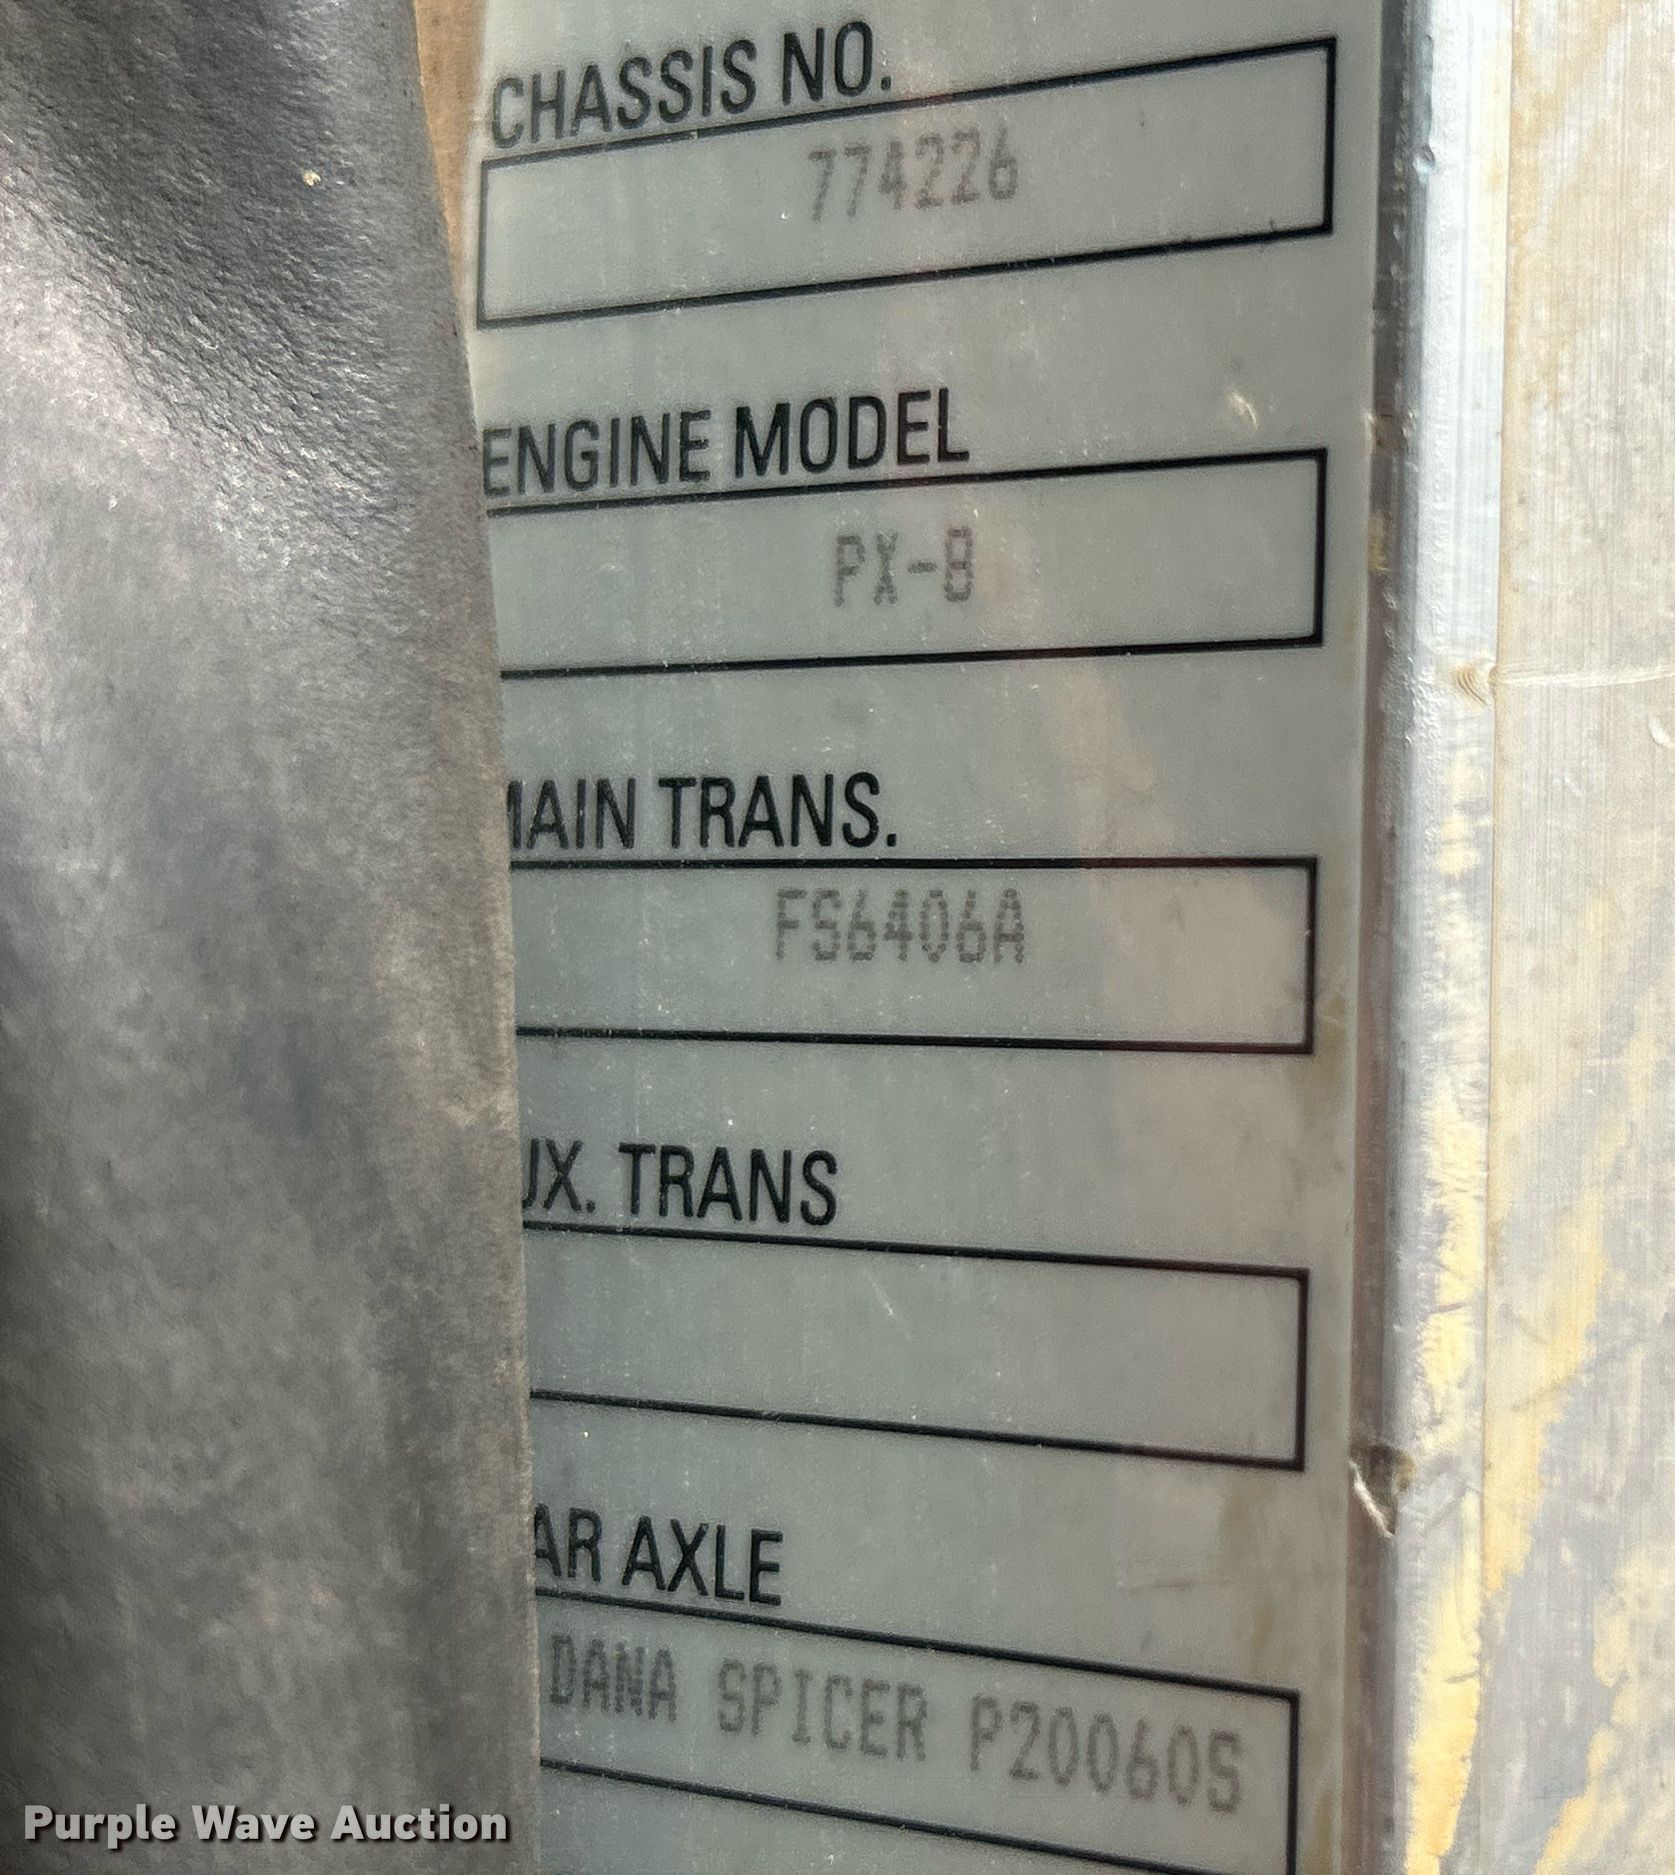 CHASSIS NO.
774226
ENGINE MODEL
PX-8
MAIN TRANS.
FS6406A
UX. TRANS
AR AXLE
DANA SPICER P20060S
Purple Wave Auction